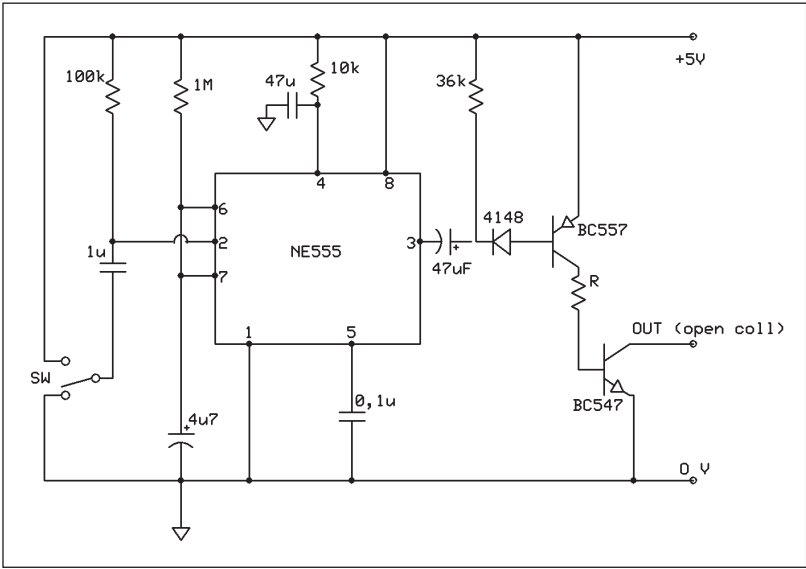 +5V
100k
1M
47u
10k
36k
4
8
6
2
7
3
NE555
1u
4148
BC557
47uF
+
R
1
5
OUT (open coll)
SW
BC547
4u7
+
0,1u
0 V